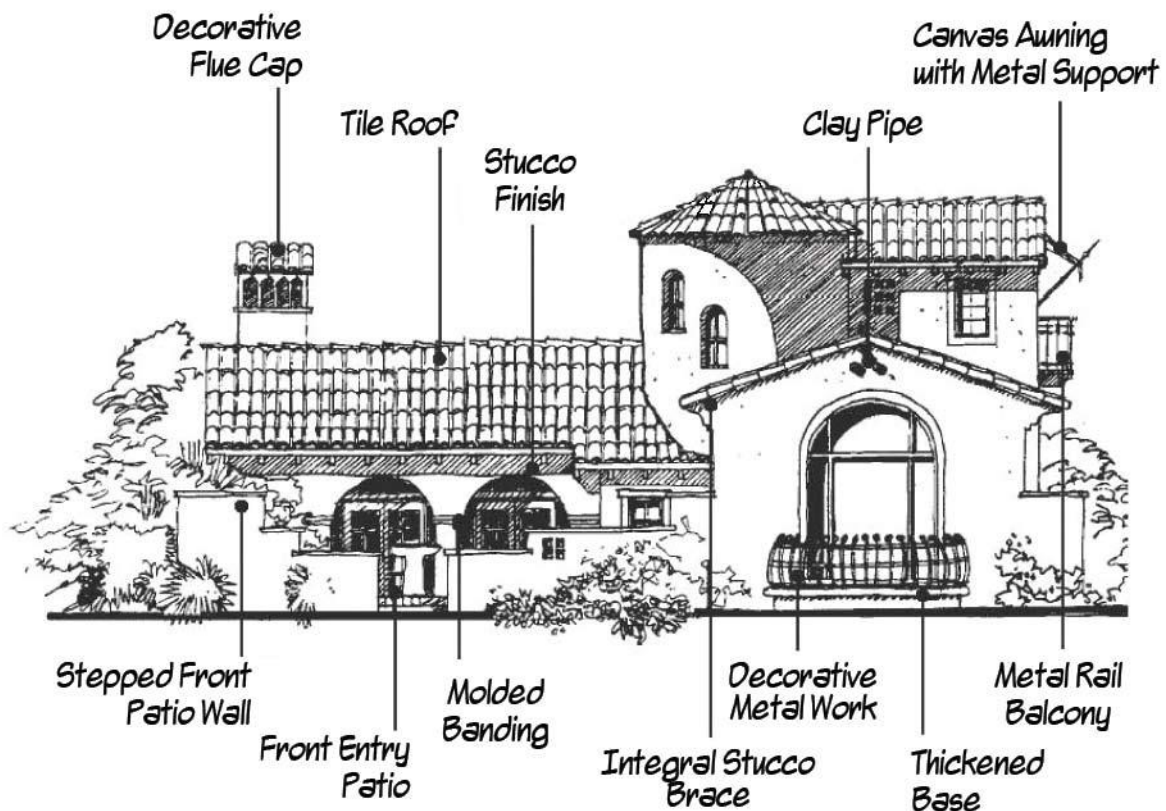 Decorative
Flue Cap
Canvas Awning
with Metal Support
Tile Roof
Clay Pipe
Stucco
Finish
Stepped Front
Patio Wall
Front Entry
Patio
Molded
Banding
Integral Stucco
Brace
Decorative
Metal Work
Thickened
Base
Metal Rail
Balcony